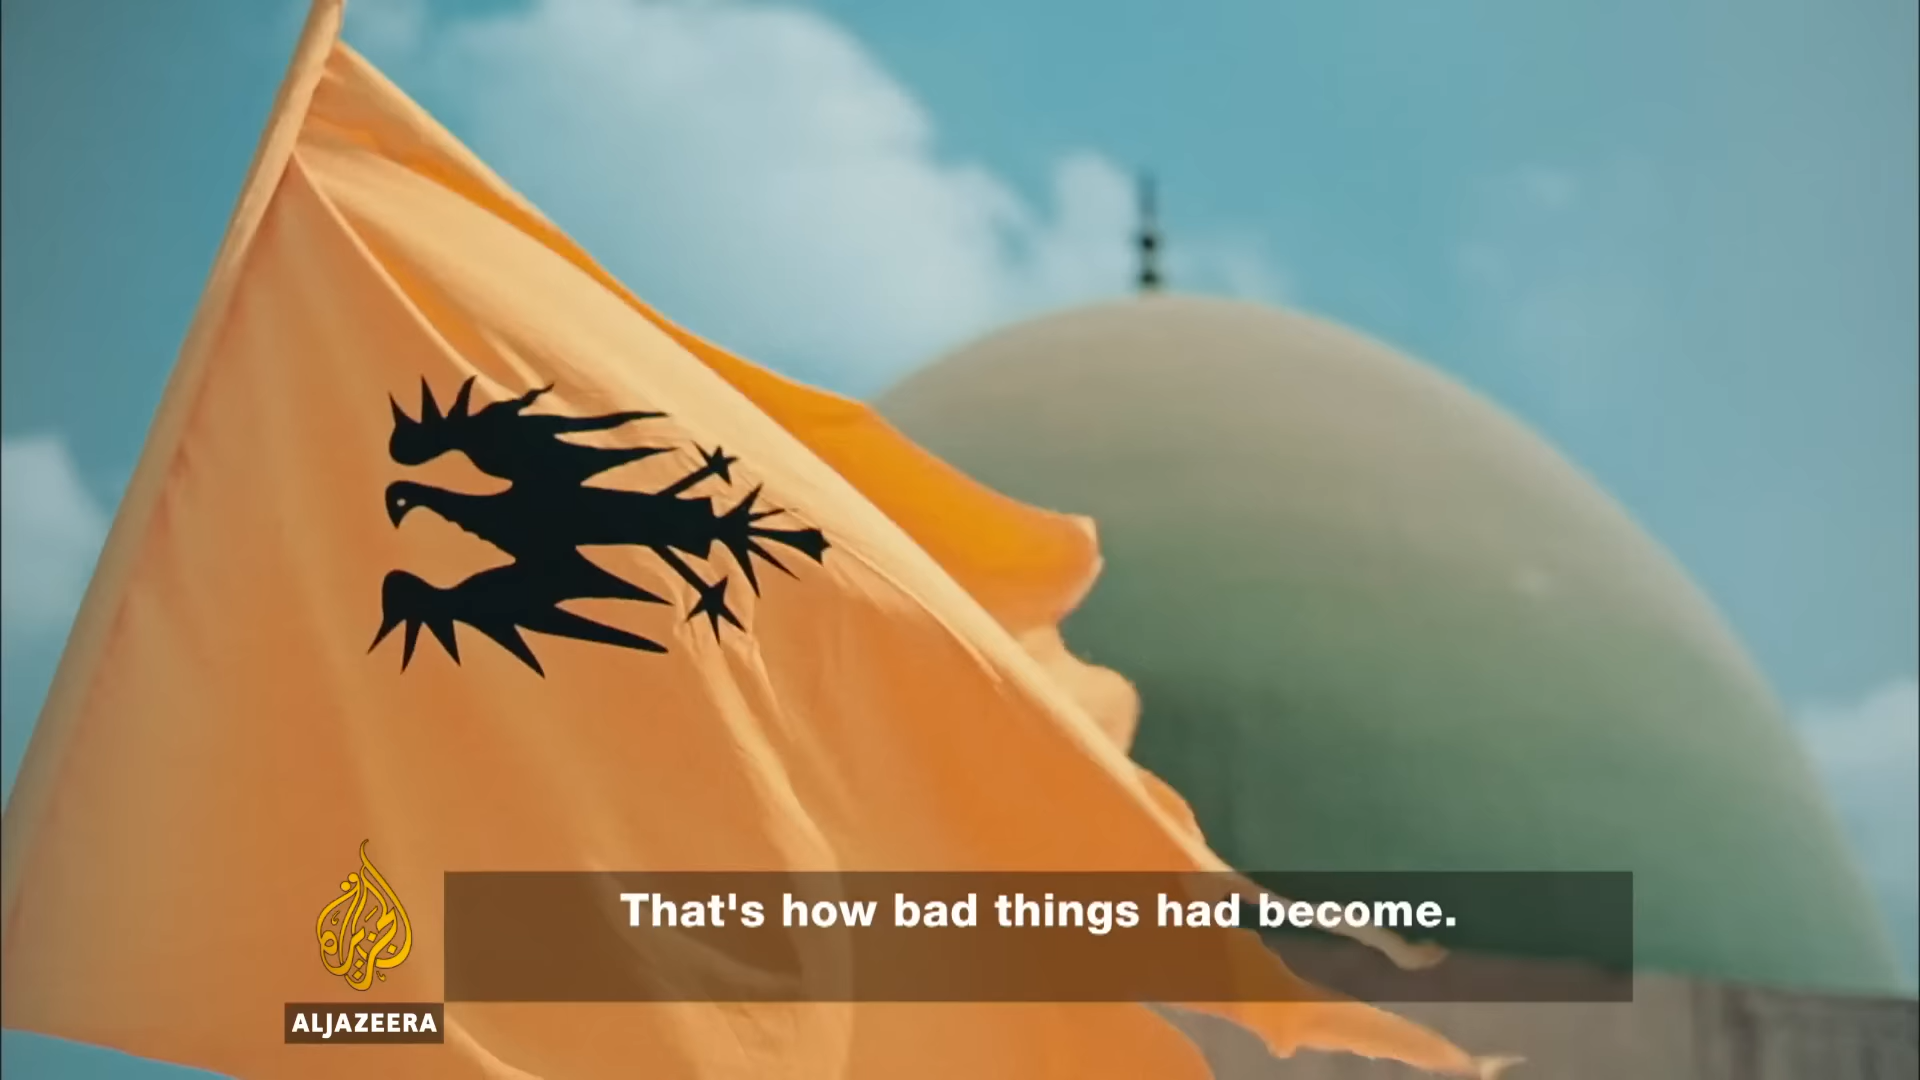 That's how bad things had become.
الجزيرة
ALJAZEERA